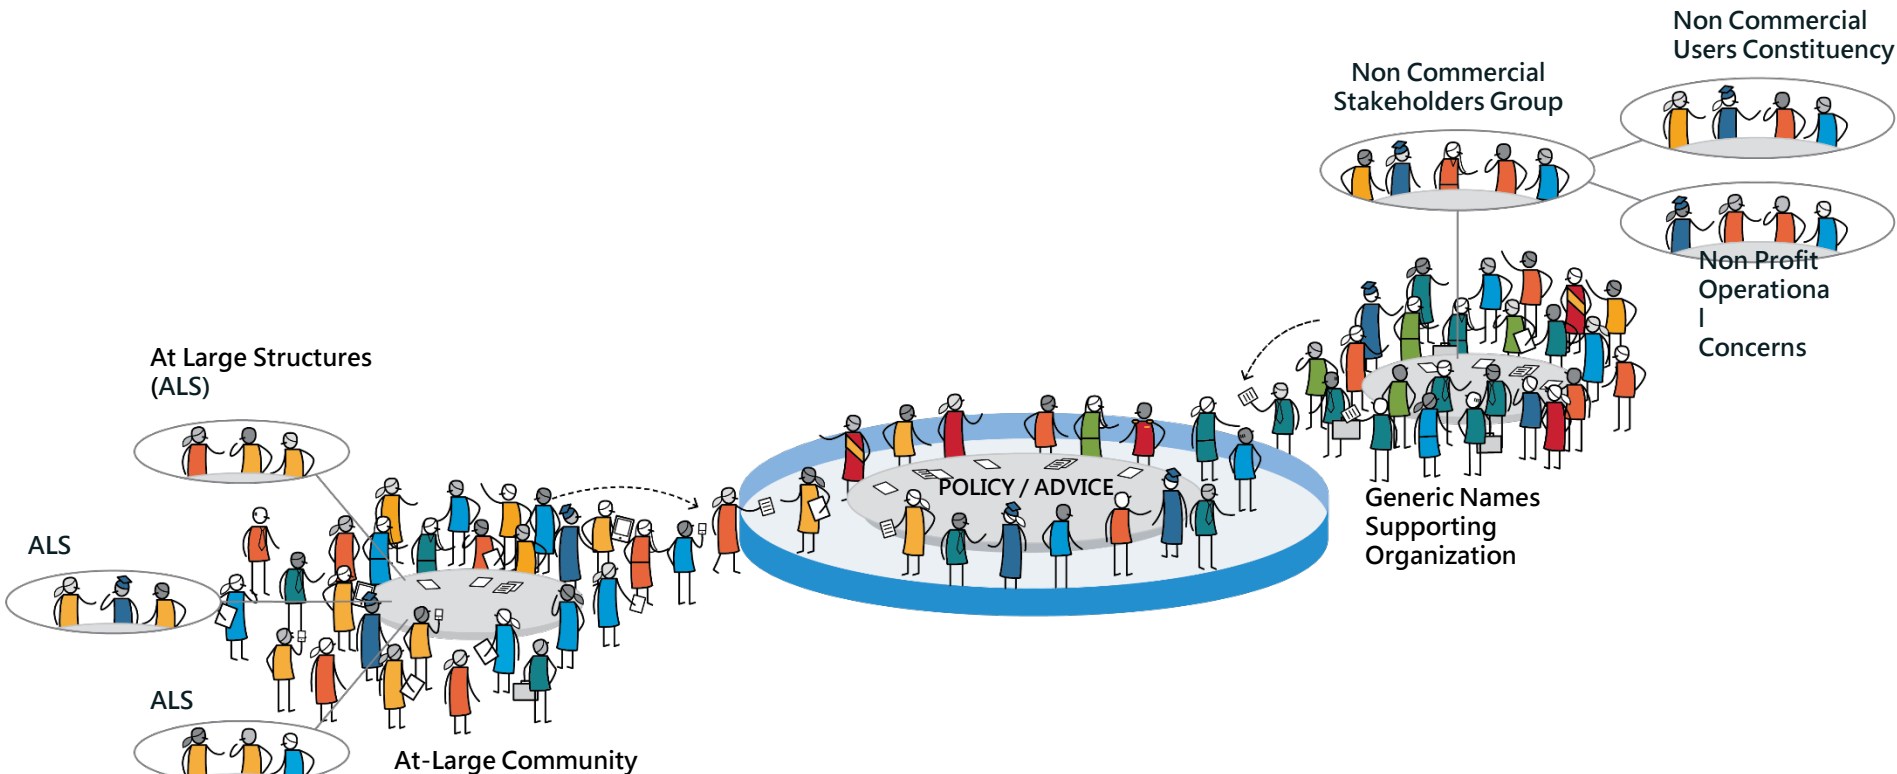 Non Commercial
Users Constituency
Non Commercial
Stakeholders Group
Non Profit
Operationa
l
Concerns
At Large Structures
(ALS)
POLICY / ADVICE
Generic Names
Supporting
Organization
ALS
ALS
At-Large Community